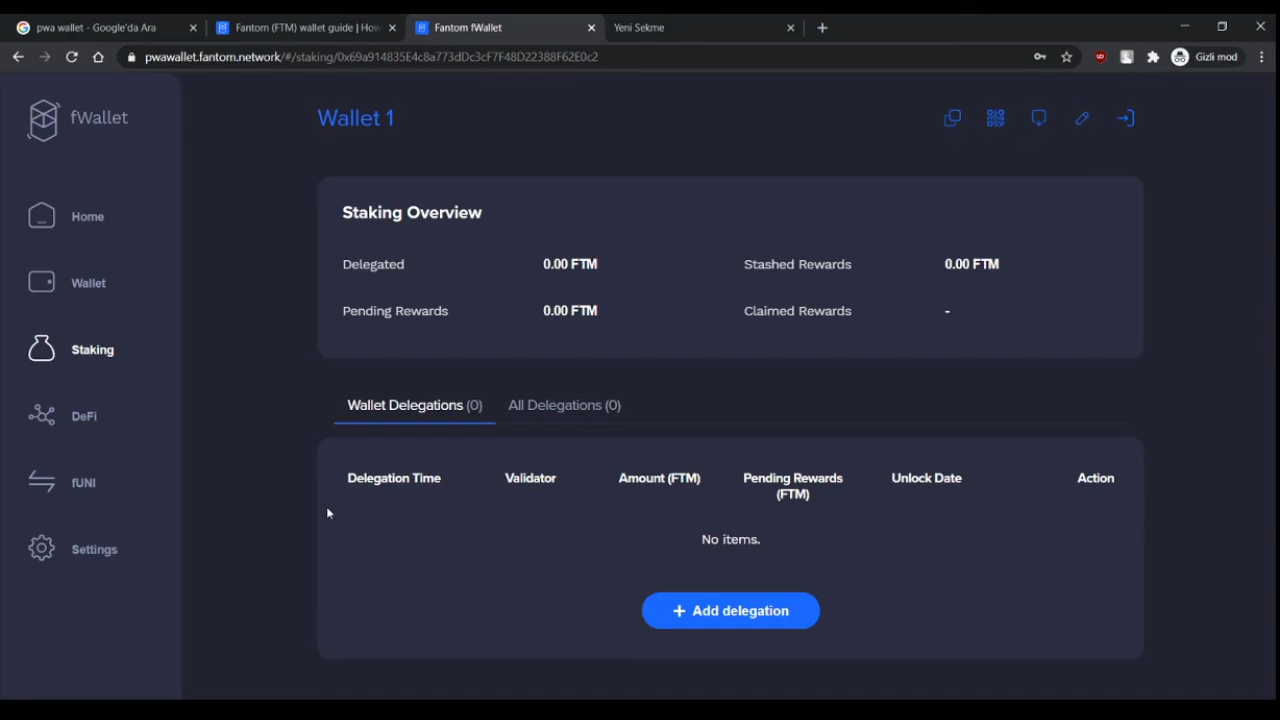 pwa wallet - Google'da Ara
Fantom (FTM) wallet guide | How
Fantom fWallet
Yeni Sekme
pwawallet.fantom.network/#/staking/0x69a914835E4c8a773dDc3cF7F48D22388F62E0c2
Gizli mod
fWallet
Home
Wallet
Staking
DeFi
fUNI
Settings
Wallet 1
Staking Overview
Delegated 0.00 FTM Stashed Rewards 0.00 FTM
Pending Rewards 0.00 FTM Claimed Rewards -
Wallet Delegations (0) All Delegations (0)
Delegation Time Validator Amount (FTM) Pending Rewards (FTM) Unlock Date Action
No items.
+ Add delegation